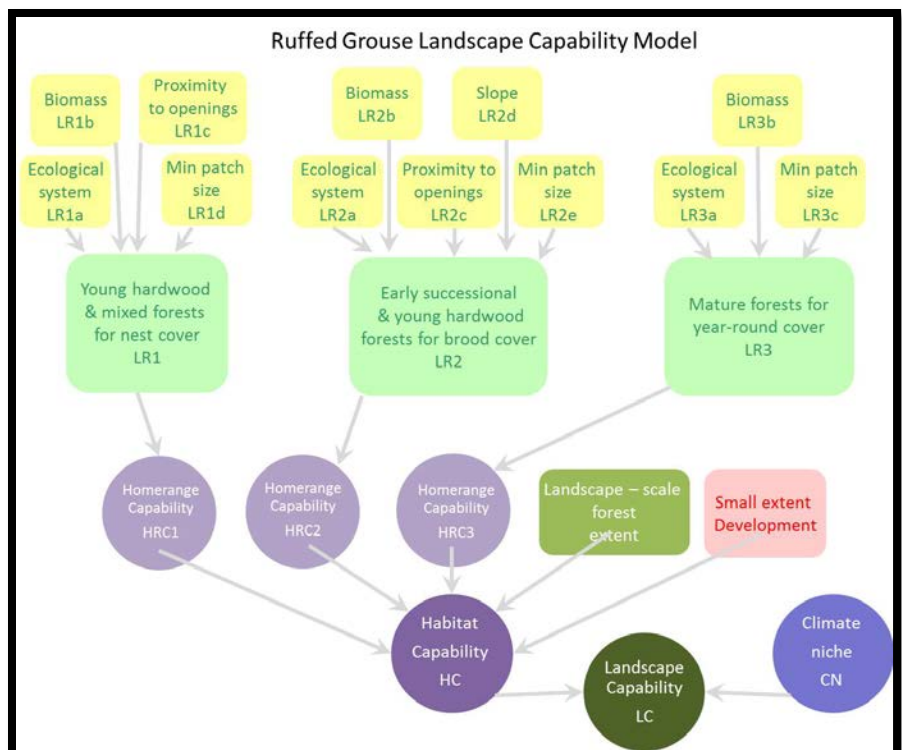 Ruffed Grouse Landscape Capability Model
Biomass
LR1b
Proximity
to openings
LR1c
Ecological
system
LR1a
Min patch
size
LR1d
Biomass
LR2b
Slope
LR2d
Ecological
system
LR2a
Proximity to
openings
LR2c
Min patch
size
LR2e
Biomass
LR3b
Ecological
system
LR3a
Min patch
size
LR3c
Young hardwood
& mixed forests
for nest cover
LR1
Early successional
& young hardwood
forests for brood cover
LR2
Mature forests for
year-round cover
LR3
Homerange
Capability
HRC1
Homerange
Capability
HRC2
Homerange
Capability
HRC3
Landscape – scale
forest
extent
Small extent
Development
Habitat
Capability
HC
Landscape
Capability
LC
Climate
niche
CN